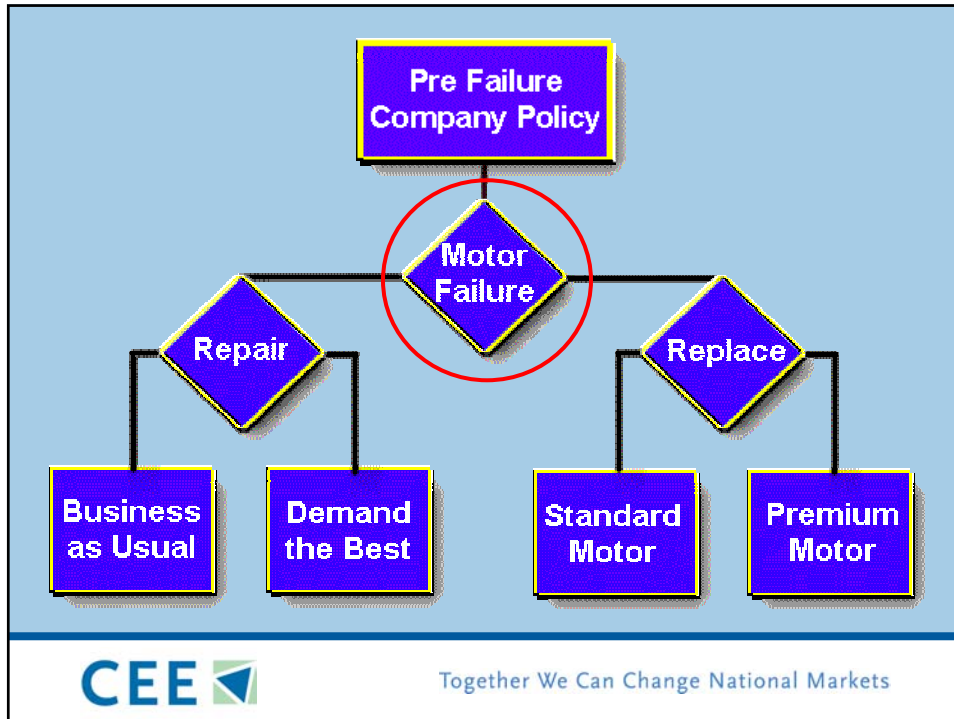 Pre Failure
Company Policy
Motor
Failure
Repair
Replace
Business
as Usual
Demand
the Best
Standard
Motor
Premium
Motor
CEE
Together We Can Change National Markets